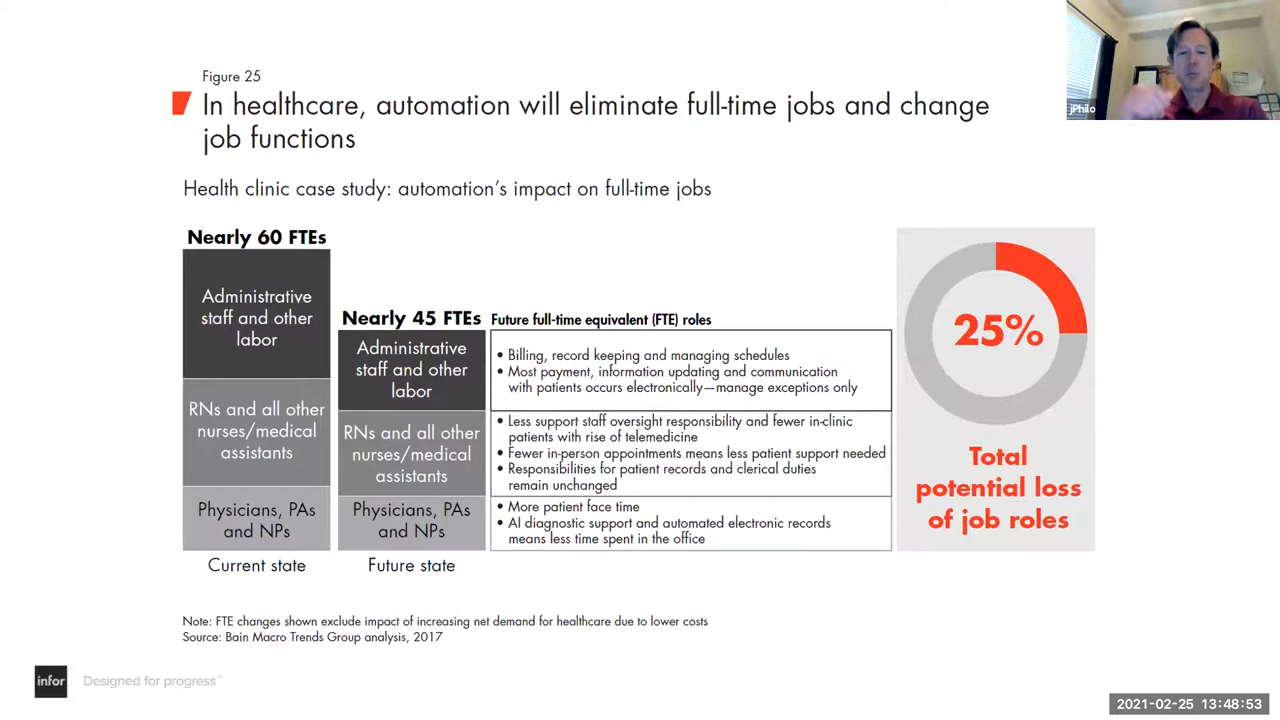 jPhilo
Figure 25
In healthcare, automation will eliminate full-time jobs and change
job functions
Health clinic case study: automation's impact on full-time jobs
Nearly 60 FTEs
Administrative
staff and other
labor
RNs and all other
nurses/medical
assistants
Physicians, PAs
and NPs
Current state
Nearly 45 FTEs
Administrative
staff and other
labor
RNs and all other
nurses/medical
assistants
Physicians, PAs
and NPs
Future state
Future full-time equivalent (FTE) roles
• Billing, record keeping and managing schedules
• Most payment, information updating and communication
with patients occurs electronically—manage exceptions only
• Less support staff oversight responsibility and fewer in-clinic
patients with rise of telemedicine
• Fewer in-person appointments means less patient support needed
• Responsibilities for patient records and clerical duties
remain unchanged
• More patient face time
• AI diagnostic support and automated electronic records
means less time spent in the office
25%
Total
potential loss
of job roles
Note: FTE changes shown exclude impact of increasing net demand for healthcare due to lower costs
Source: Bain Macro Trends Group analysis, 2017
infor
Designed for progress™
2021-02-25 13:48:53